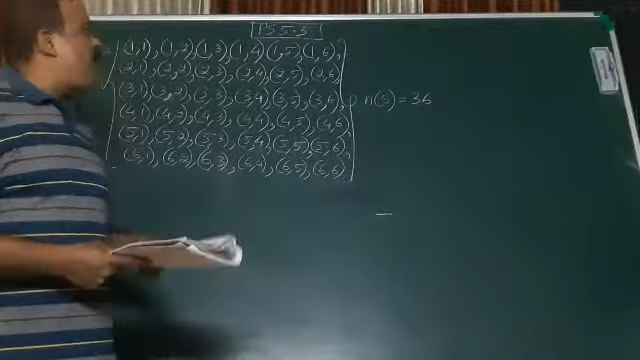 PS 5.3
(1,1), (1,2) (1,3) (1,4) (1,5), (1,6),
(2,1), (2,2) (2,3), (2,4), (2,5), (2,6)
(3,1) (3,2), (3,3), (3,4) (3,5), (3,6), n(S) = 36
(4,1), (4,2), (4,3), (4,4) (4,5), (4,6),
(5,1), (5,2), (5,3), (5,4) (5,5), (5,6),
(6,1), (6,2), (6,3), (6,4), (6,5), (6,6)